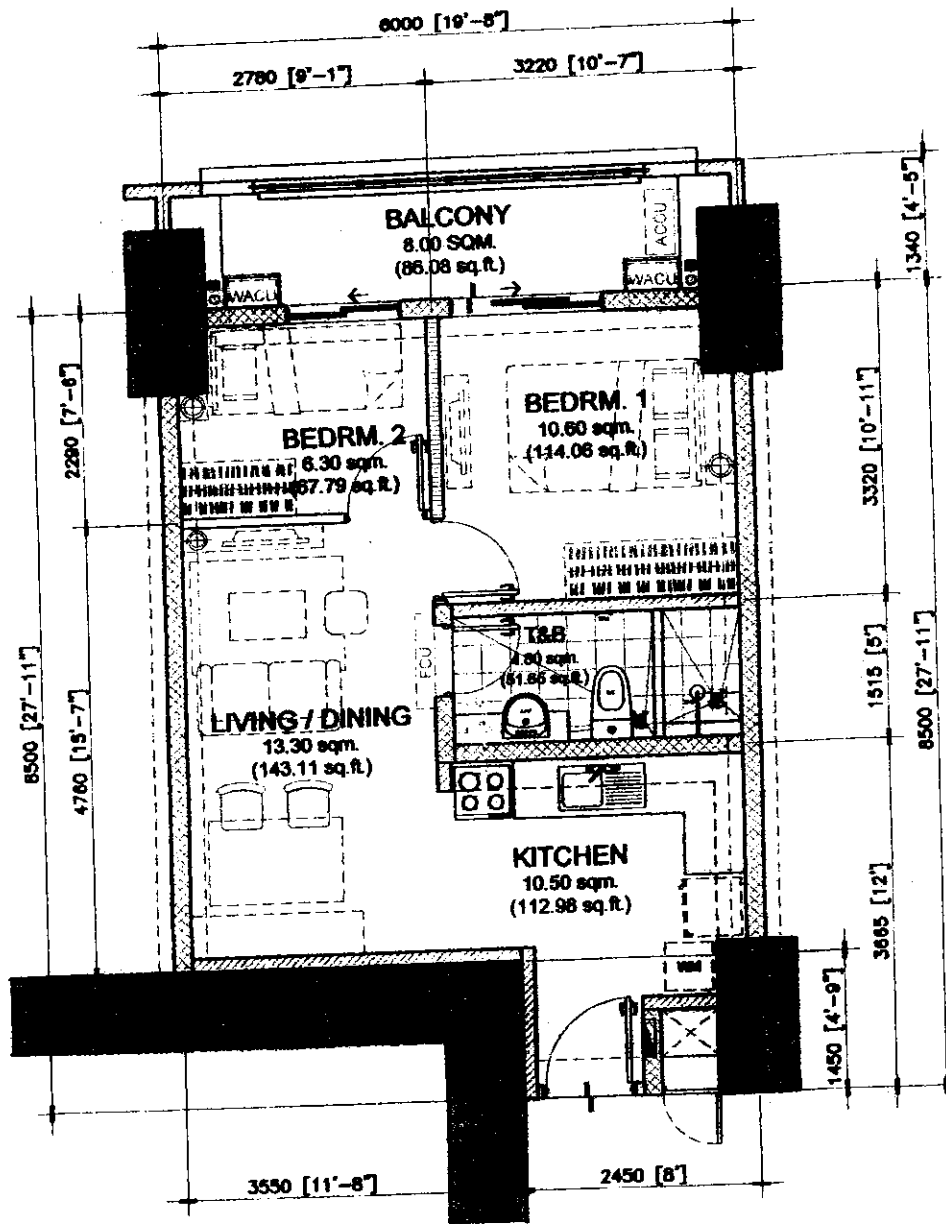 6000 [19'-8"]
2780 [9'-1"]
3220 [10'-7"]
1340 [4'-5"]
BALCONY
8.00 SQM.
(86.08 sq.ft.)
ACCU
WACU
WACU
2290 [7'-6"]
BEDRM. 1
10.60 sqm.
(114.06 sq.ft.)
BEDRM. 2
6.30 sqm.
(67.79 sq.ft.)
3320 [10'-11"]
T&B
4.80 sqm.
(51.65 sq.ft.)
FCU
1515 [5']
8500 [27'-11"]
8500 [27'-11"]
4760 [15'-7"]
LIVING / DINING
13.30 sqm.
(143.11 sq.ft.)
KITCHEN
10.50 sqm.
(112.98 sq.ft.)
3665 [12']
WM
1450 [4'-9"]
3550 [11'-8"]
2450 [8']